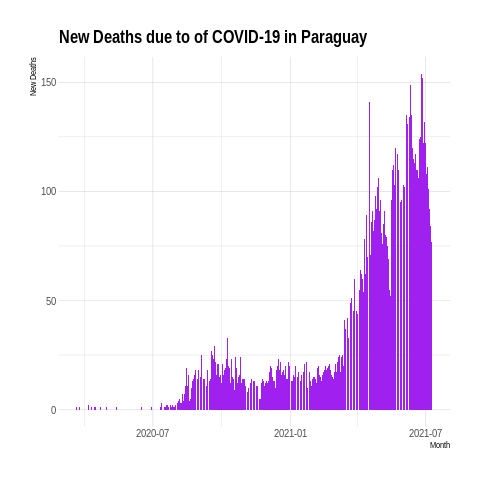 New Deaths due to of COVID-19 in Paraguay
New Deaths
150
100
50
0
2020-07
2021-01
2021-07
Month